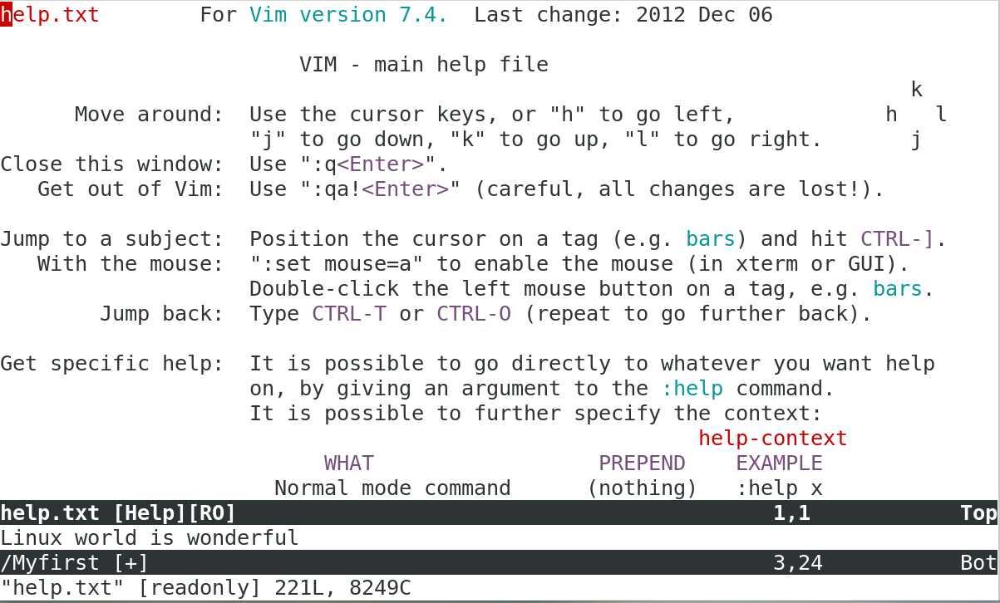 help.txt        For Vim version 7.4.  Last change: 2012 Dec 06
VIM - main help file
k
Move around:  Use the cursor keys, or "h" to go left,            h   l
"j" to go down, "k" to go up, "l" to go right.       j
Close this window:  Use ":q<Enter>".
Get out of Vim:  Use ":qa!<Enter>" (careful, all changes are lost!).
Jump to a subject:  Position the cursor on a tag (e.g. bars) and hit CTRL-].
With the mouse:  ":set mouse=a" to enable the mouse (in xterm or GUI).
Double-click the left mouse button on a tag, e.g. bars.
Jump back:  Type CTRL-T or CTRL-O (repeat to go further back).
Get specific help:  It is possible to go directly to whatever you want help
on, by giving an argument to the :help command.
It is possible to further specify the context:
help-context
WHAT                  PREPEND    EXAMPLE
Normal mode command      (nothing)   :help x
help.txt [Help][RO]                                           1,1            Top
Linux world is wonderful
/Myfirst [+]                                                  3,24           Bot
"help.txt" [readonly] 221L, 8249C